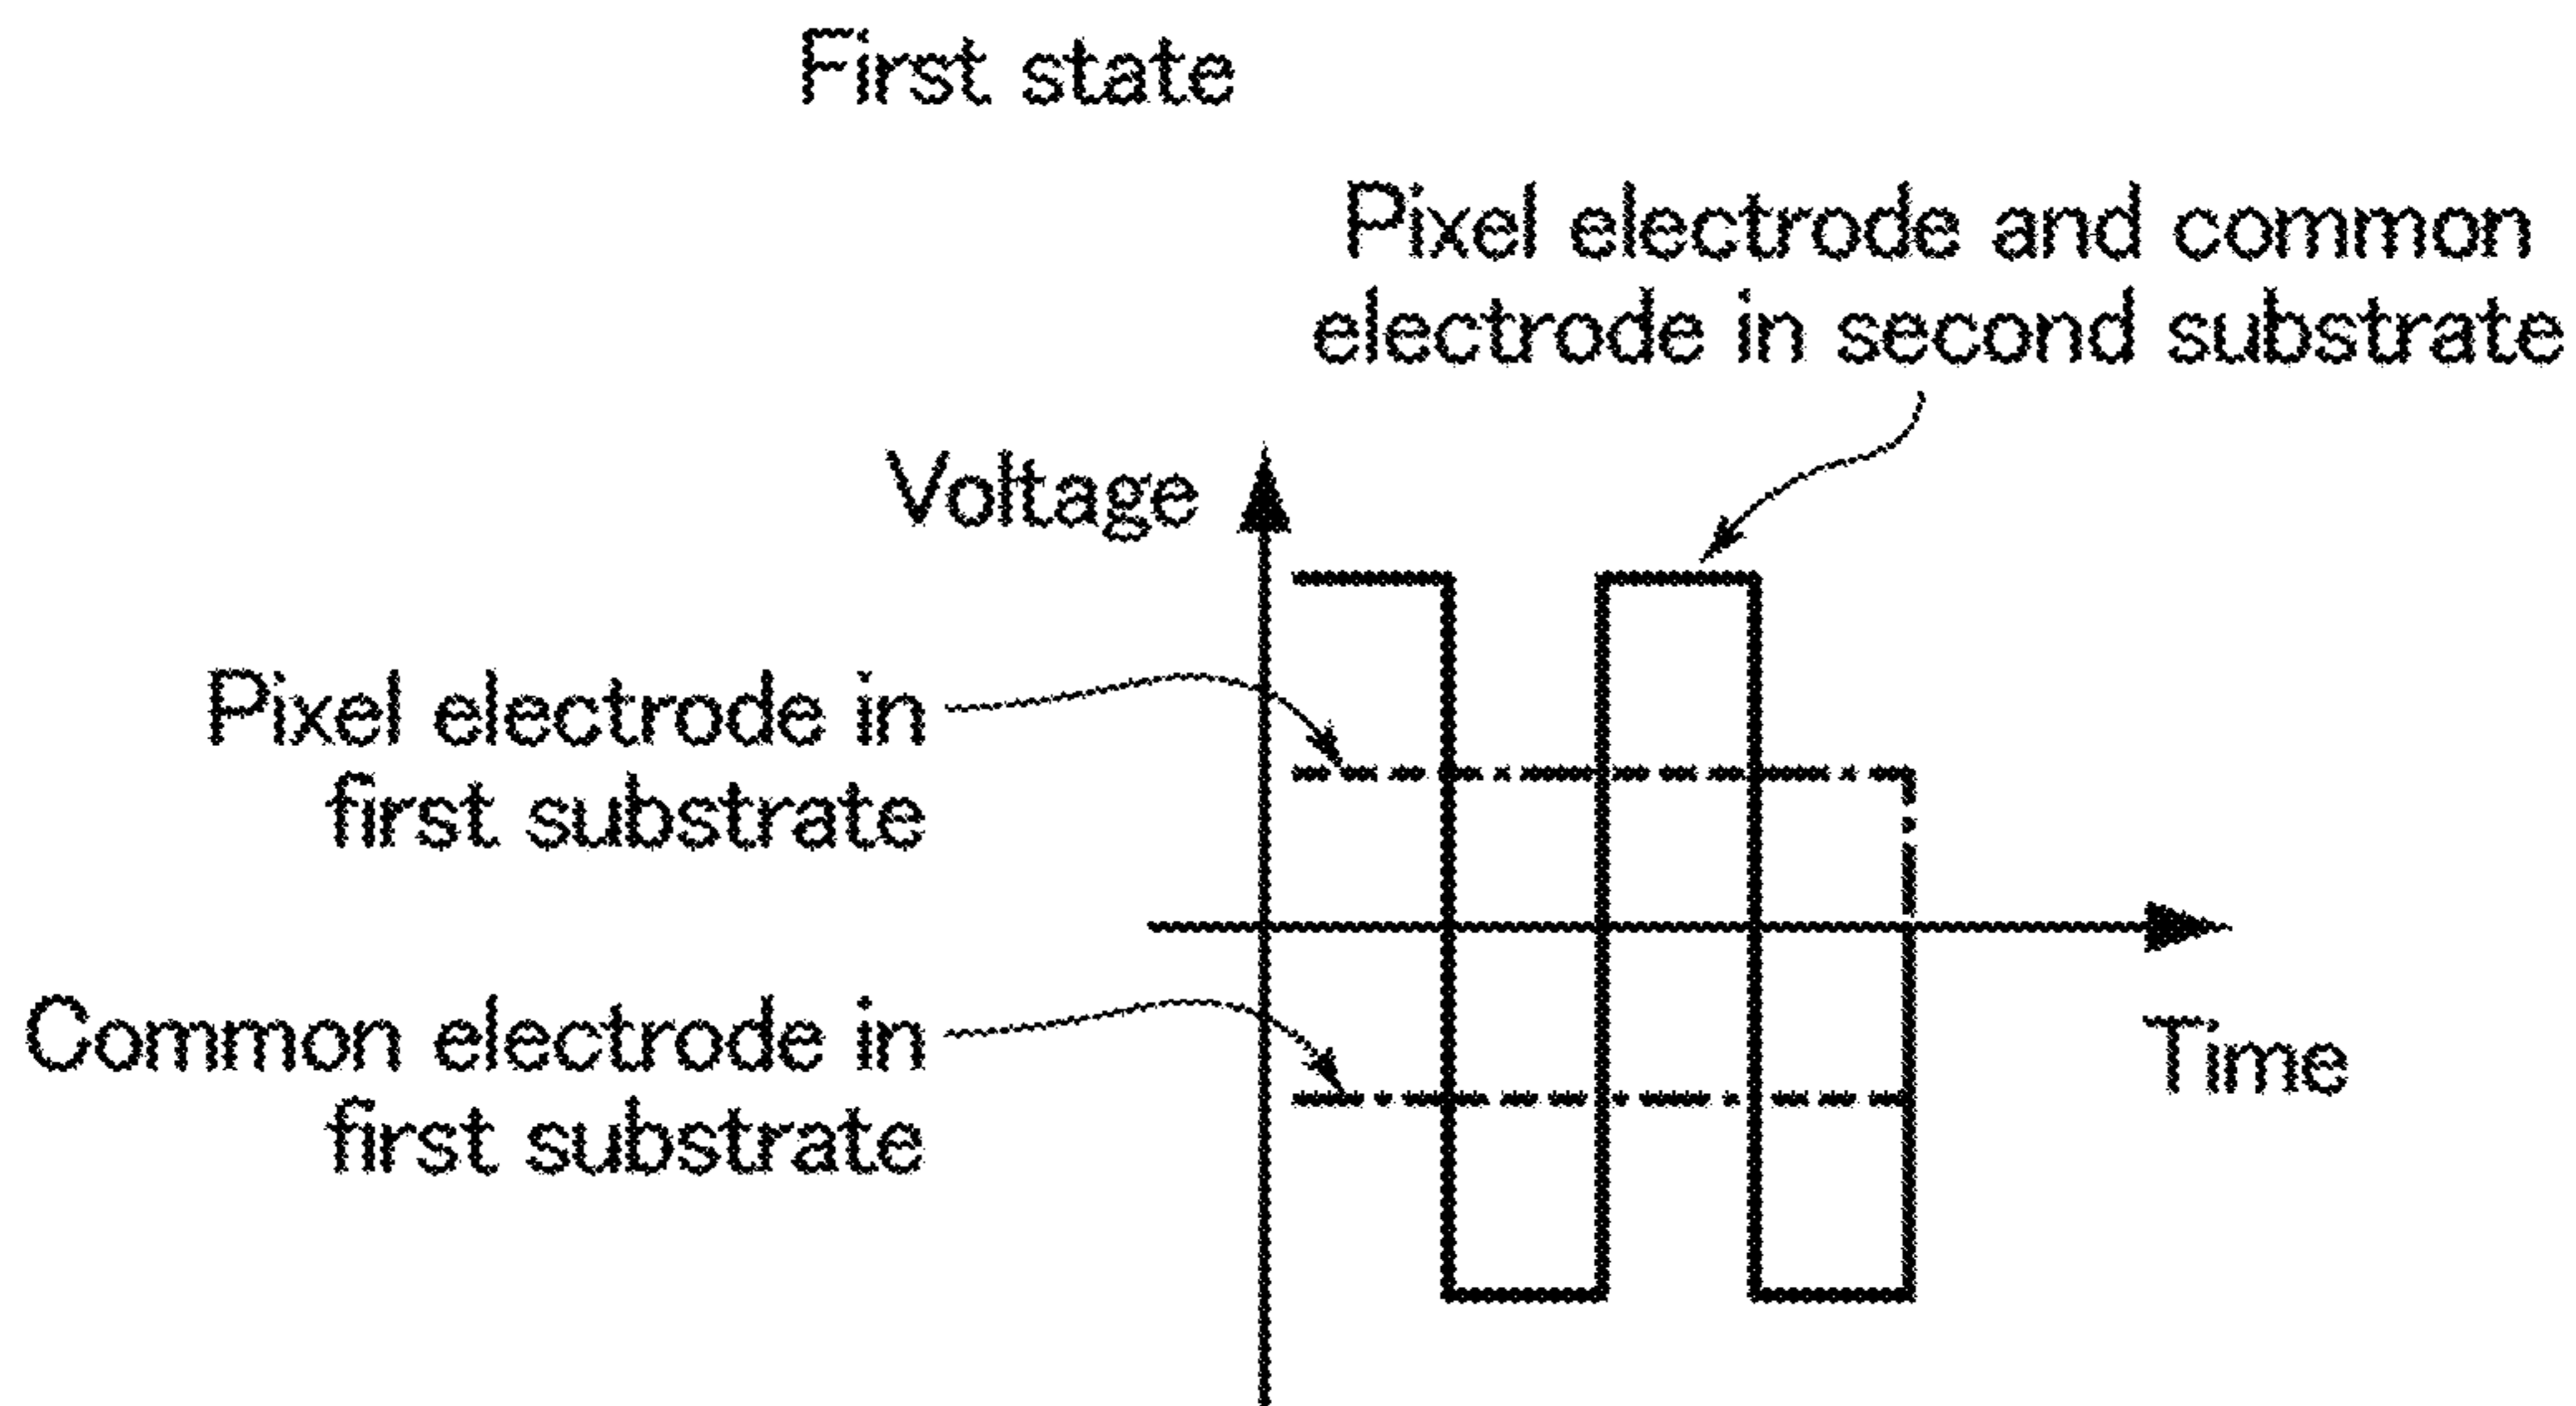 First state
Pixel electrode and common
electrode in second substrate
Voltage
Pixel electrode in
first substrate
Common electrode in
first substrate
Time